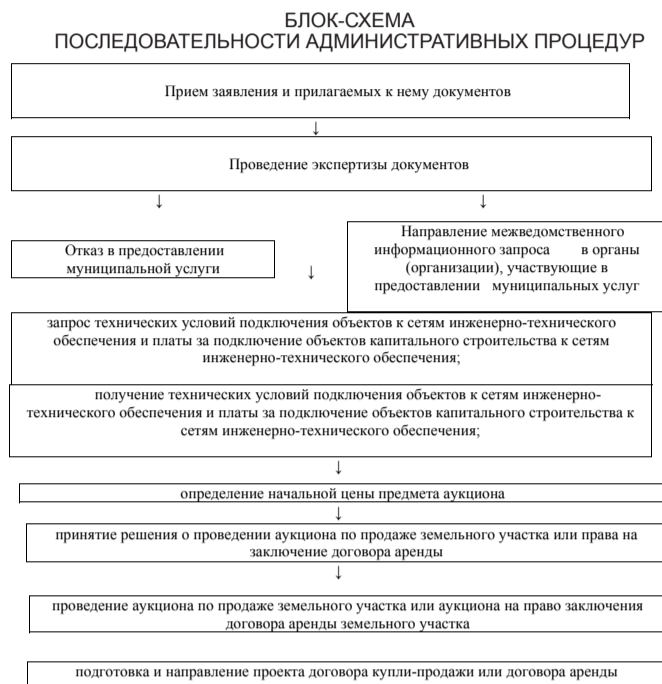 БЛОК-СХЕМА
ПОСЛЕДОВАТЕЛЬНОСТИ АДМИНИСТРАТИВНЫХ ПРОЦЕДУР
Прием заявления и прилагаемых к нему документов
↓
Проведение экспертизы документов
↓ ↓
Отказ в предоставлении
муниципальной услуги
↓
Направление межведомственного
информационного запроса в органы
(организации), участвующие в
предоставлении муниципальных услуг
запрос технических условий подключения объектов к сетям инженерно-технического
обеспечения и платы за подключение объектов капитального строительства к сетям
инженерно-технического обеспечения;
получение технических условий подключения объектов к сетям инженерно-
технического обеспечения и платы за подключение объектов капитального строительства к
сетям инженерно-технического обеспечения;
↓
определение начальной цены предмета аукциона
↓
принятие решения о проведении аукциона по продаже земельного участка или права на
заключение договора аренды
↓
проведение аукциона по продаже земельного участка или аукциона на право заключения
договора аренды земельного участка
подготовка и направление проекта договора купли-продажи или договора аренды